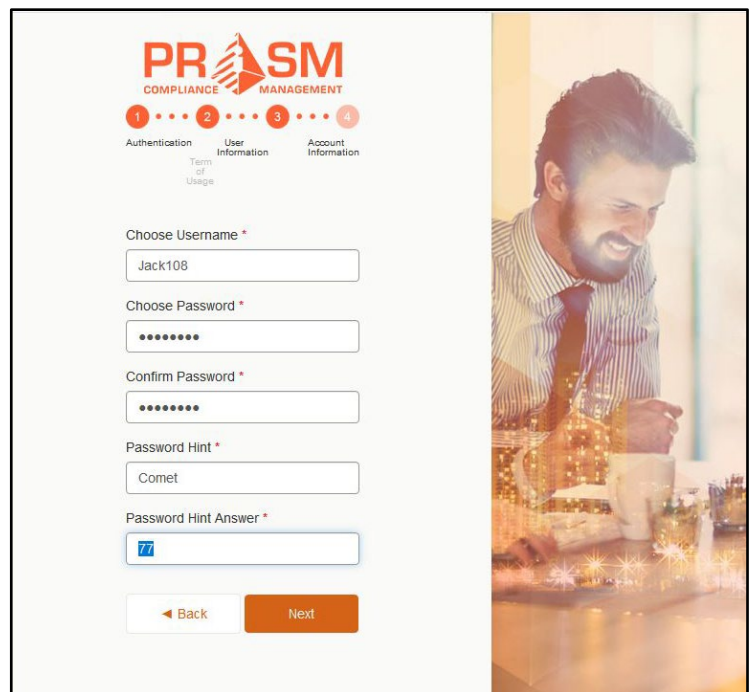 PRISM
COMPLIANCE MANAGEMENT
1 2 3 4
Authentication
Term
of
Usage
User
Information
Account
Information
Choose Username *
Jack108
Choose Password *
●●●●●●●●
Confirm Password *
●●●●●●●●
Password Hint *
Comet
Password Hint Answer *
77
◄ Back
Next